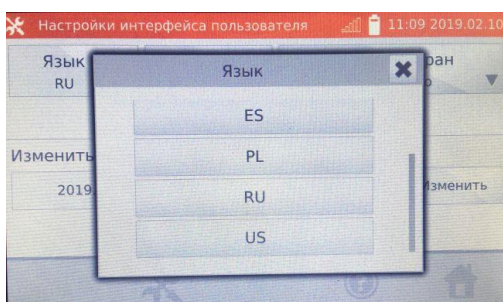 Настройки интерфейса пользователя 11:09 2019.02.10
Язык
RU
Язык
ES
PL
RU
US
Изменить
2019
Изменить